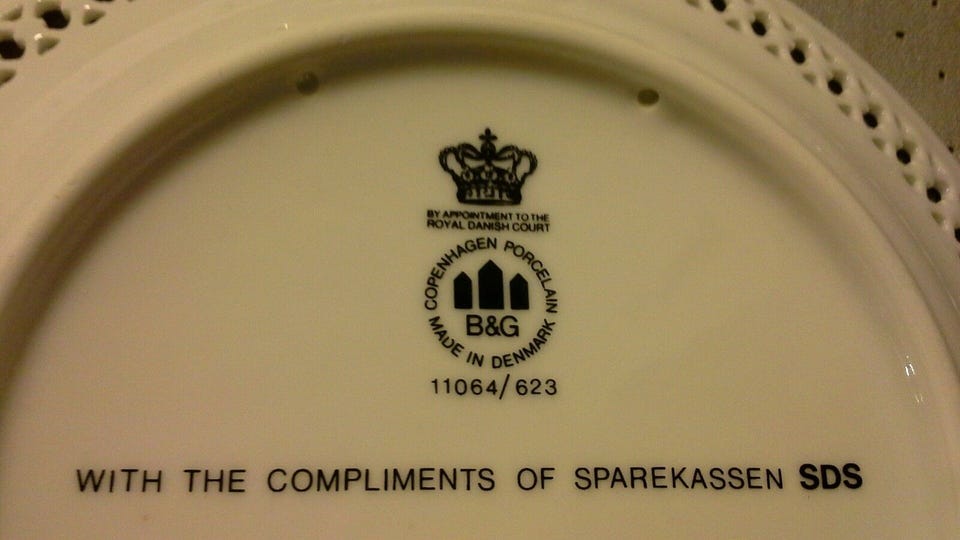 BY APPOINTMENT TO THE
ROYAL DANISH COURT
COPENHAGEN PORCELAIN
B&G
MADE IN DENMARK
11064/623
WITH THE COMPLIMENTS OF SPAREKASSEN SDS